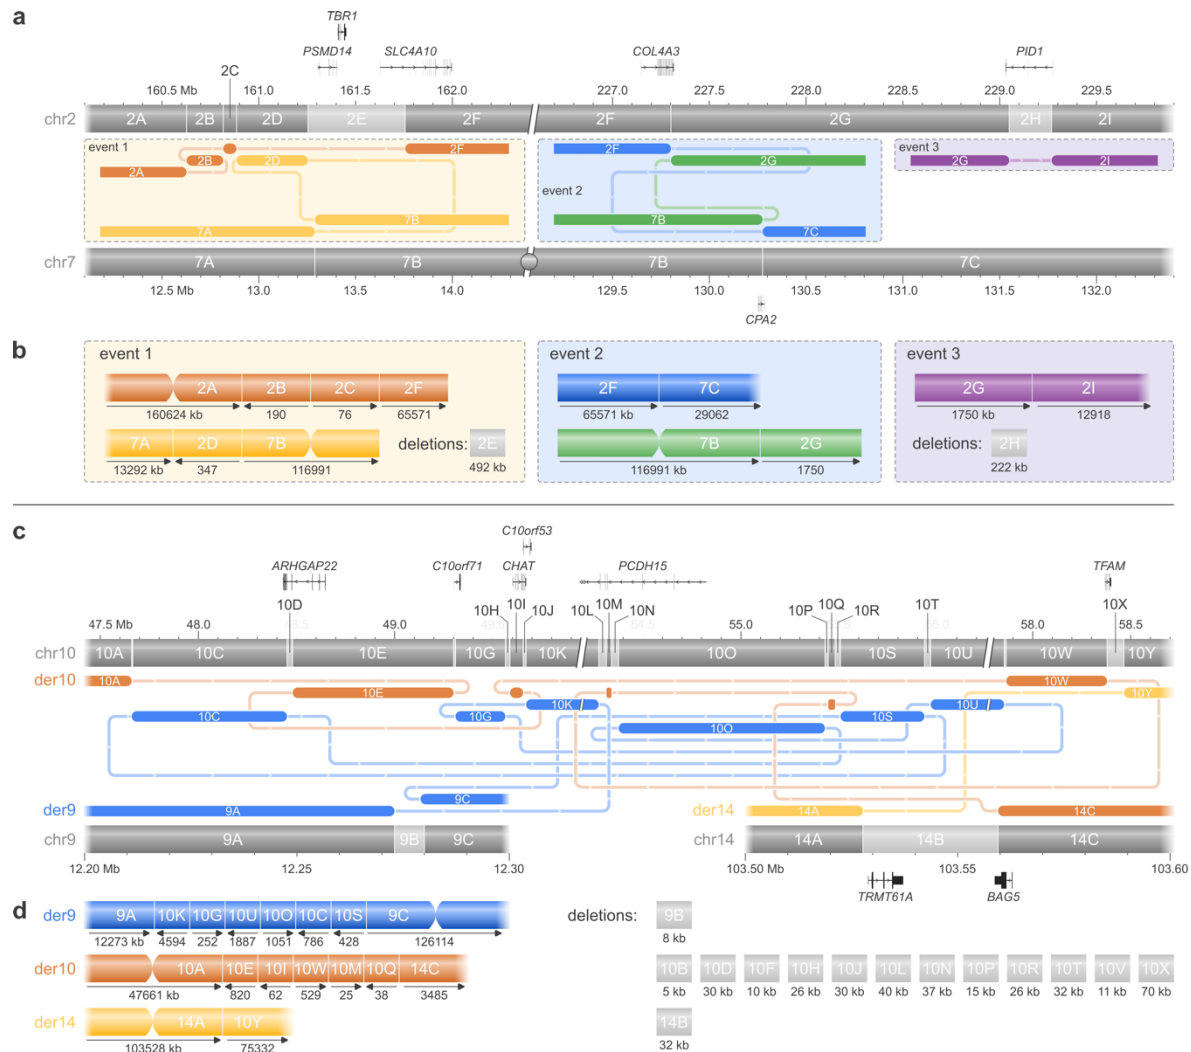 a
TBR1
PSMD14 SLC4A10 COL4A3 PID1
2C
160.5 Mb 161.0 161.5 162.0 227.0 227.5 228.0 228.5 229.0 229.5
chr2 2A 2B 2D 2E 2F 2F 2G 2H 2I
event 1 2F 2F event 3
2B 2D 2G 2G 2I
2A
event 2
7B 7B
7A 7C
chr7 7A 7B 7B 7C
12.5 Mb 13.0 13.5 14.0 129.5 130.0 130.5 131.0 131.5 132.0
CPA2
b
event 1 event 2 event 3
2A 2B 2C 2F 2F 7C 2G 2I
160624 kb 190 76 65571 65571 kb 29062 1750 kb 12918
7A 2D 7B deletions: 2E 7B 2G deletions: 2H
13292 kb 347 116991 492 kb 116991 kb 1750 222 kb
c
C10orf53
ARHGAP22 C10orf71 CHAT PCDH15 TFAM
10D 10H 10I 10J 10L 10M 10N 10P 10Q 10R 10T 10X
47.5 Mb 48.0 48.5 49.0 49.5 54.5 55.0 55.5 56.0 58.0 58.5
chr10 10A 10C 10E 10G 10K 10O 10S 10U 10W 10Y
der10 10A 10W
10E 10Y
10K 10U
10C 10G 10S
10O
9C
der9 9A der14 14A 14C
chr9 9A 9B 9C chr14 14A 14B 14C
12.20 Mb 12.25 12.30 103.50 Mb 103.55 103.60
TRMT61A BAG5
d
der9 9A 10K 10G 10U 10O 10C 10S 9C deletions: 9B
12273 kb 4594 252 1887 1051 786 428 126114 8 kb
der10 10A 10E 10I 10W 10M 10Q 14C 10B 10D 10F 10H 10J 10L 10N 10P 10R 10T 10V 10X
47661 kb 820 62 529 25 38 3485 5 kb 30 kb 10 kb 26 kb 30 kb 40 kb 37 kb 15 kb 26 kb 32 kb 11 kb 70 kb
der14 14A 10Y 14B
103528 kb 75332 32 kb